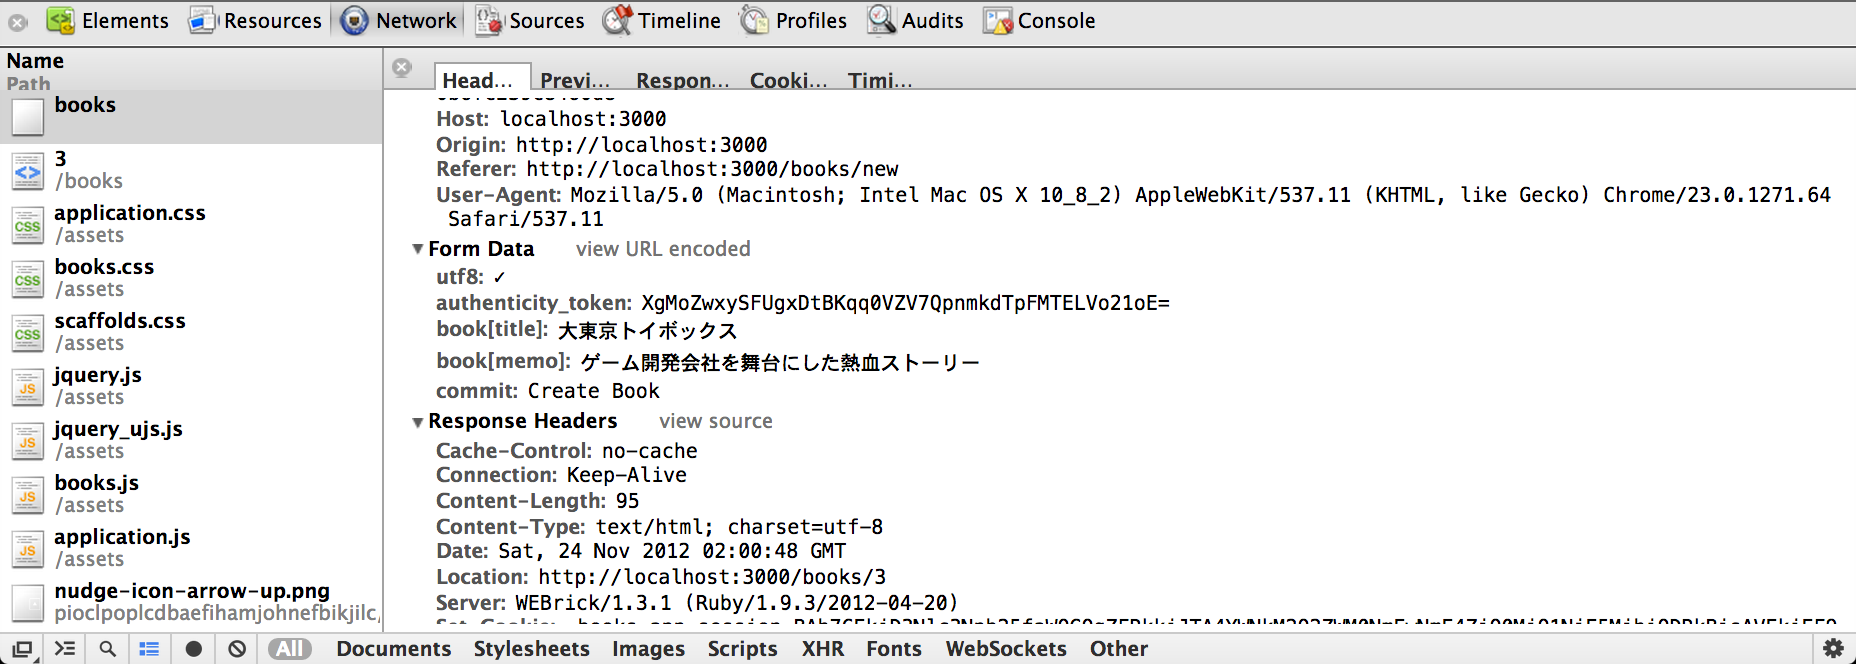 Elements Resources Network Sources Timeline Profiles Audits Console
Name
Path
books
3
/books
application.css
/assets
books.css
/assets
scaffolds.css
/assets
jquery.js
/assets
jquery_ujs.js
/assets
books.js
/assets
application.js
/assets
nudge-icon-arrow-up.png
pioclpoplcdbaefihamjohnefbikjilc
Head... Previ... Respon... Cooki... Timi...
Host: localhost:3000
Origin: http://localhost:3000
Referer: http://localhost:3000/books/new
User-Agent: Mozilla/5.0 (Macintosh; Intel Mac OS X 10_8_2) AppleWebKit/537.11 (KHTML, like Gecko) Chrome/23.0.1271.64
Safari/537.11
▼Form Data view URL encoded
utf8: ✓
authenticity_token: XgMoZwxySFUgxDtBKqq0VZV7QpnmkdTpFMTELVo21oE=
book[title]: 大東京トイボックス
book[memo]: ゲーム開発会社を舞台にした熱血ストーリー
commit: Create Book
▼Response Headers view source
Cache-Control: no-cache
Connection: Keep-Alive
Content-Length: 95
Content-Type: text/html; charset=utf-8
Date: Sat, 24 Nov 2012 02:00:48 GMT
Location: http://localhost:3000/books/3
Server: WEBrick/1.3.1 (Ruby/1.9.3/2012-04-20)
All Documents Stylesheets Images Scripts XHR Fonts WebSockets Other